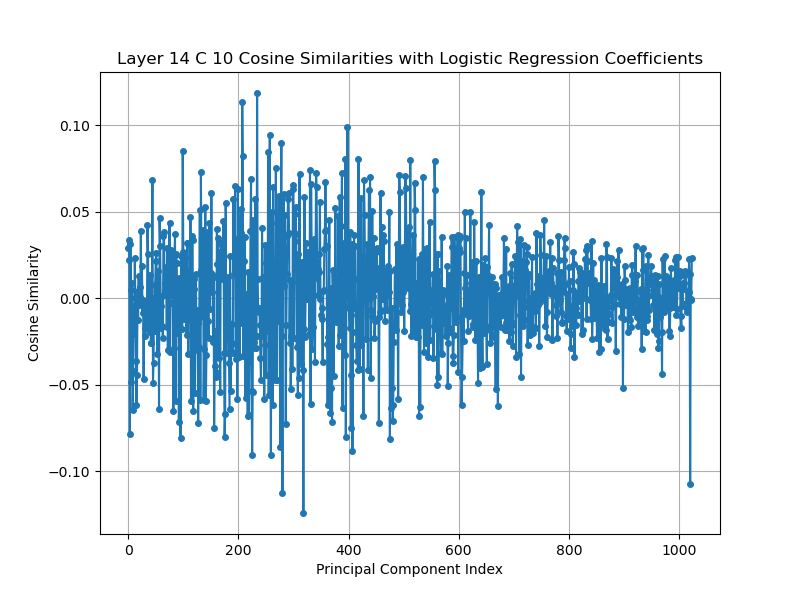 Layer 14 C 10 Cosine Similarities with Logistic Regression Coefficients
Cosine Similarity
0.10
0.05
0.00
−0.05
−0.10
0 200 400 600 800 1000
Principal Component Index